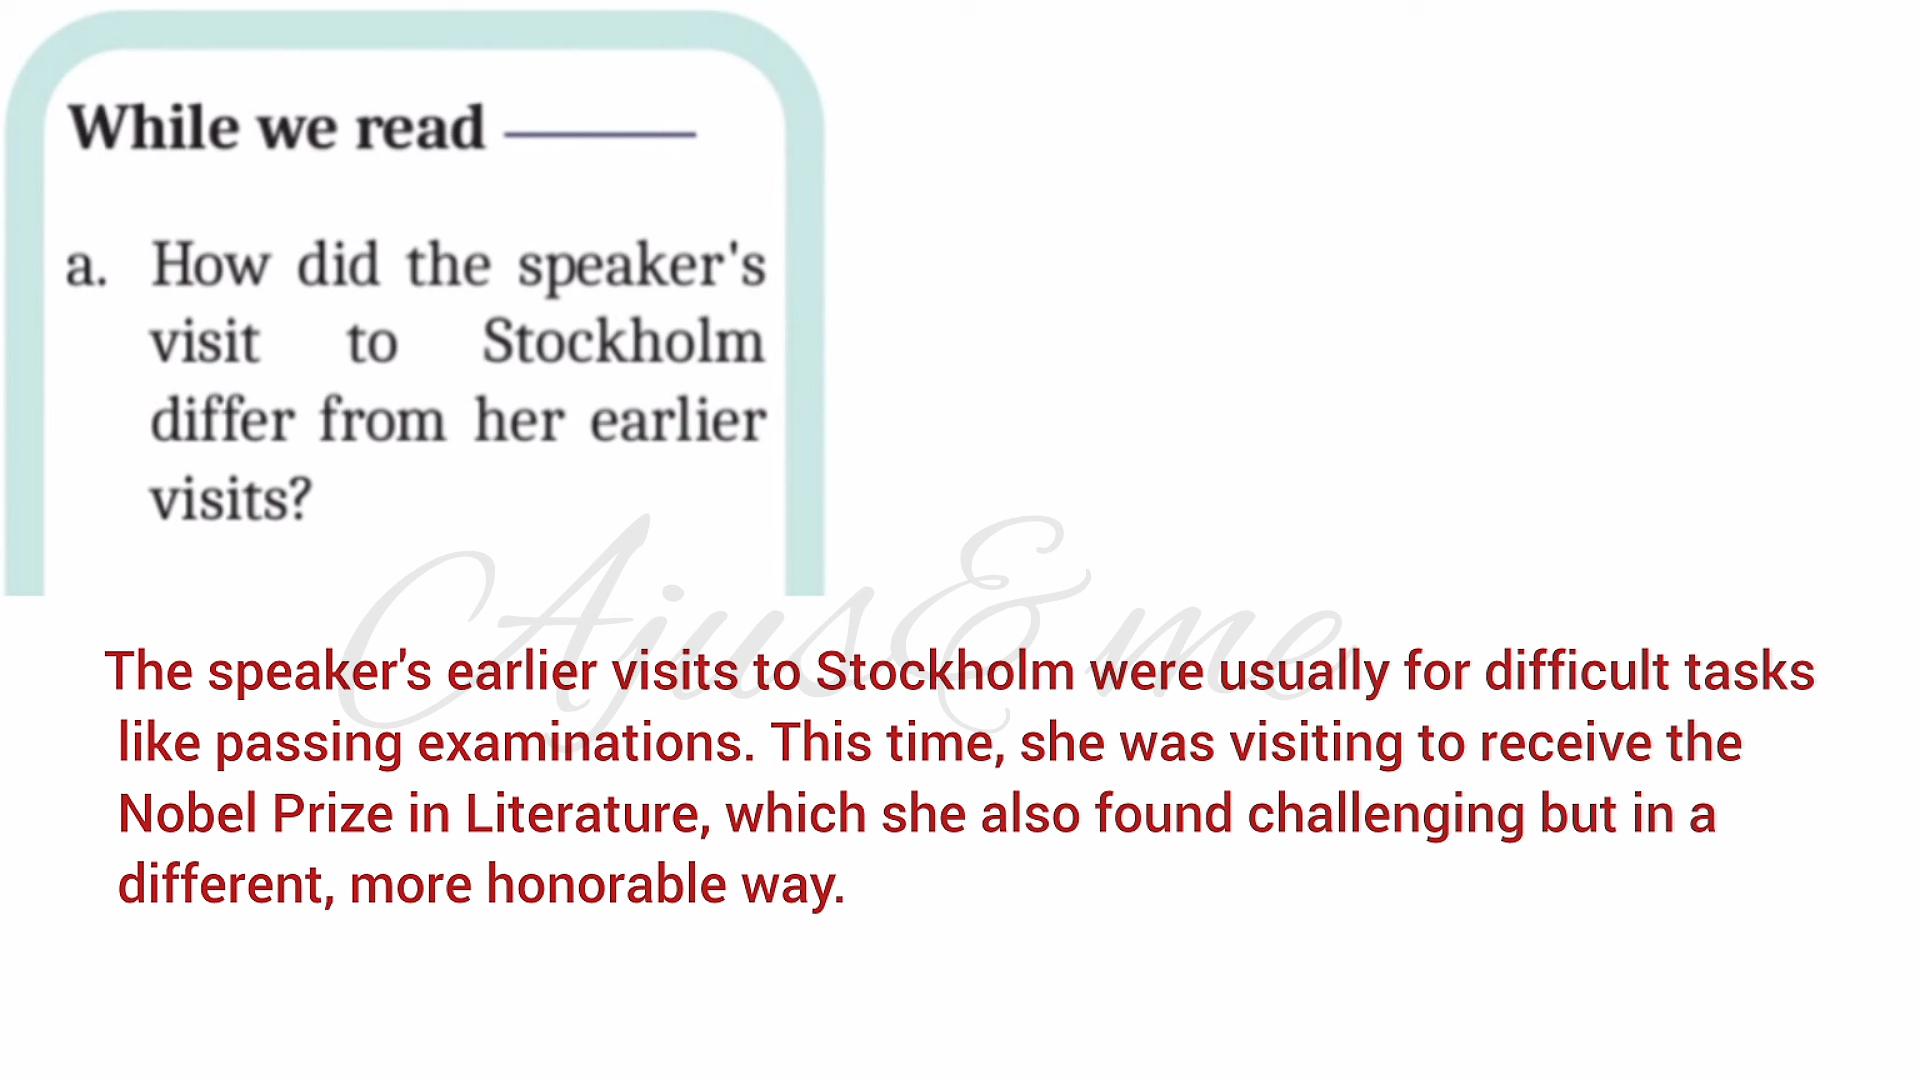 While we read
a. How did the speaker's
visit to Stockholm
differ from her earlier
visits?
Ajus & me
The speaker's earlier visits to Stockholm were usually for difficult tasks
like passing examinations. This time, she was visiting to receive the
Nobel Prize in Literature, which she also found challenging but in a
different, more honorable way.